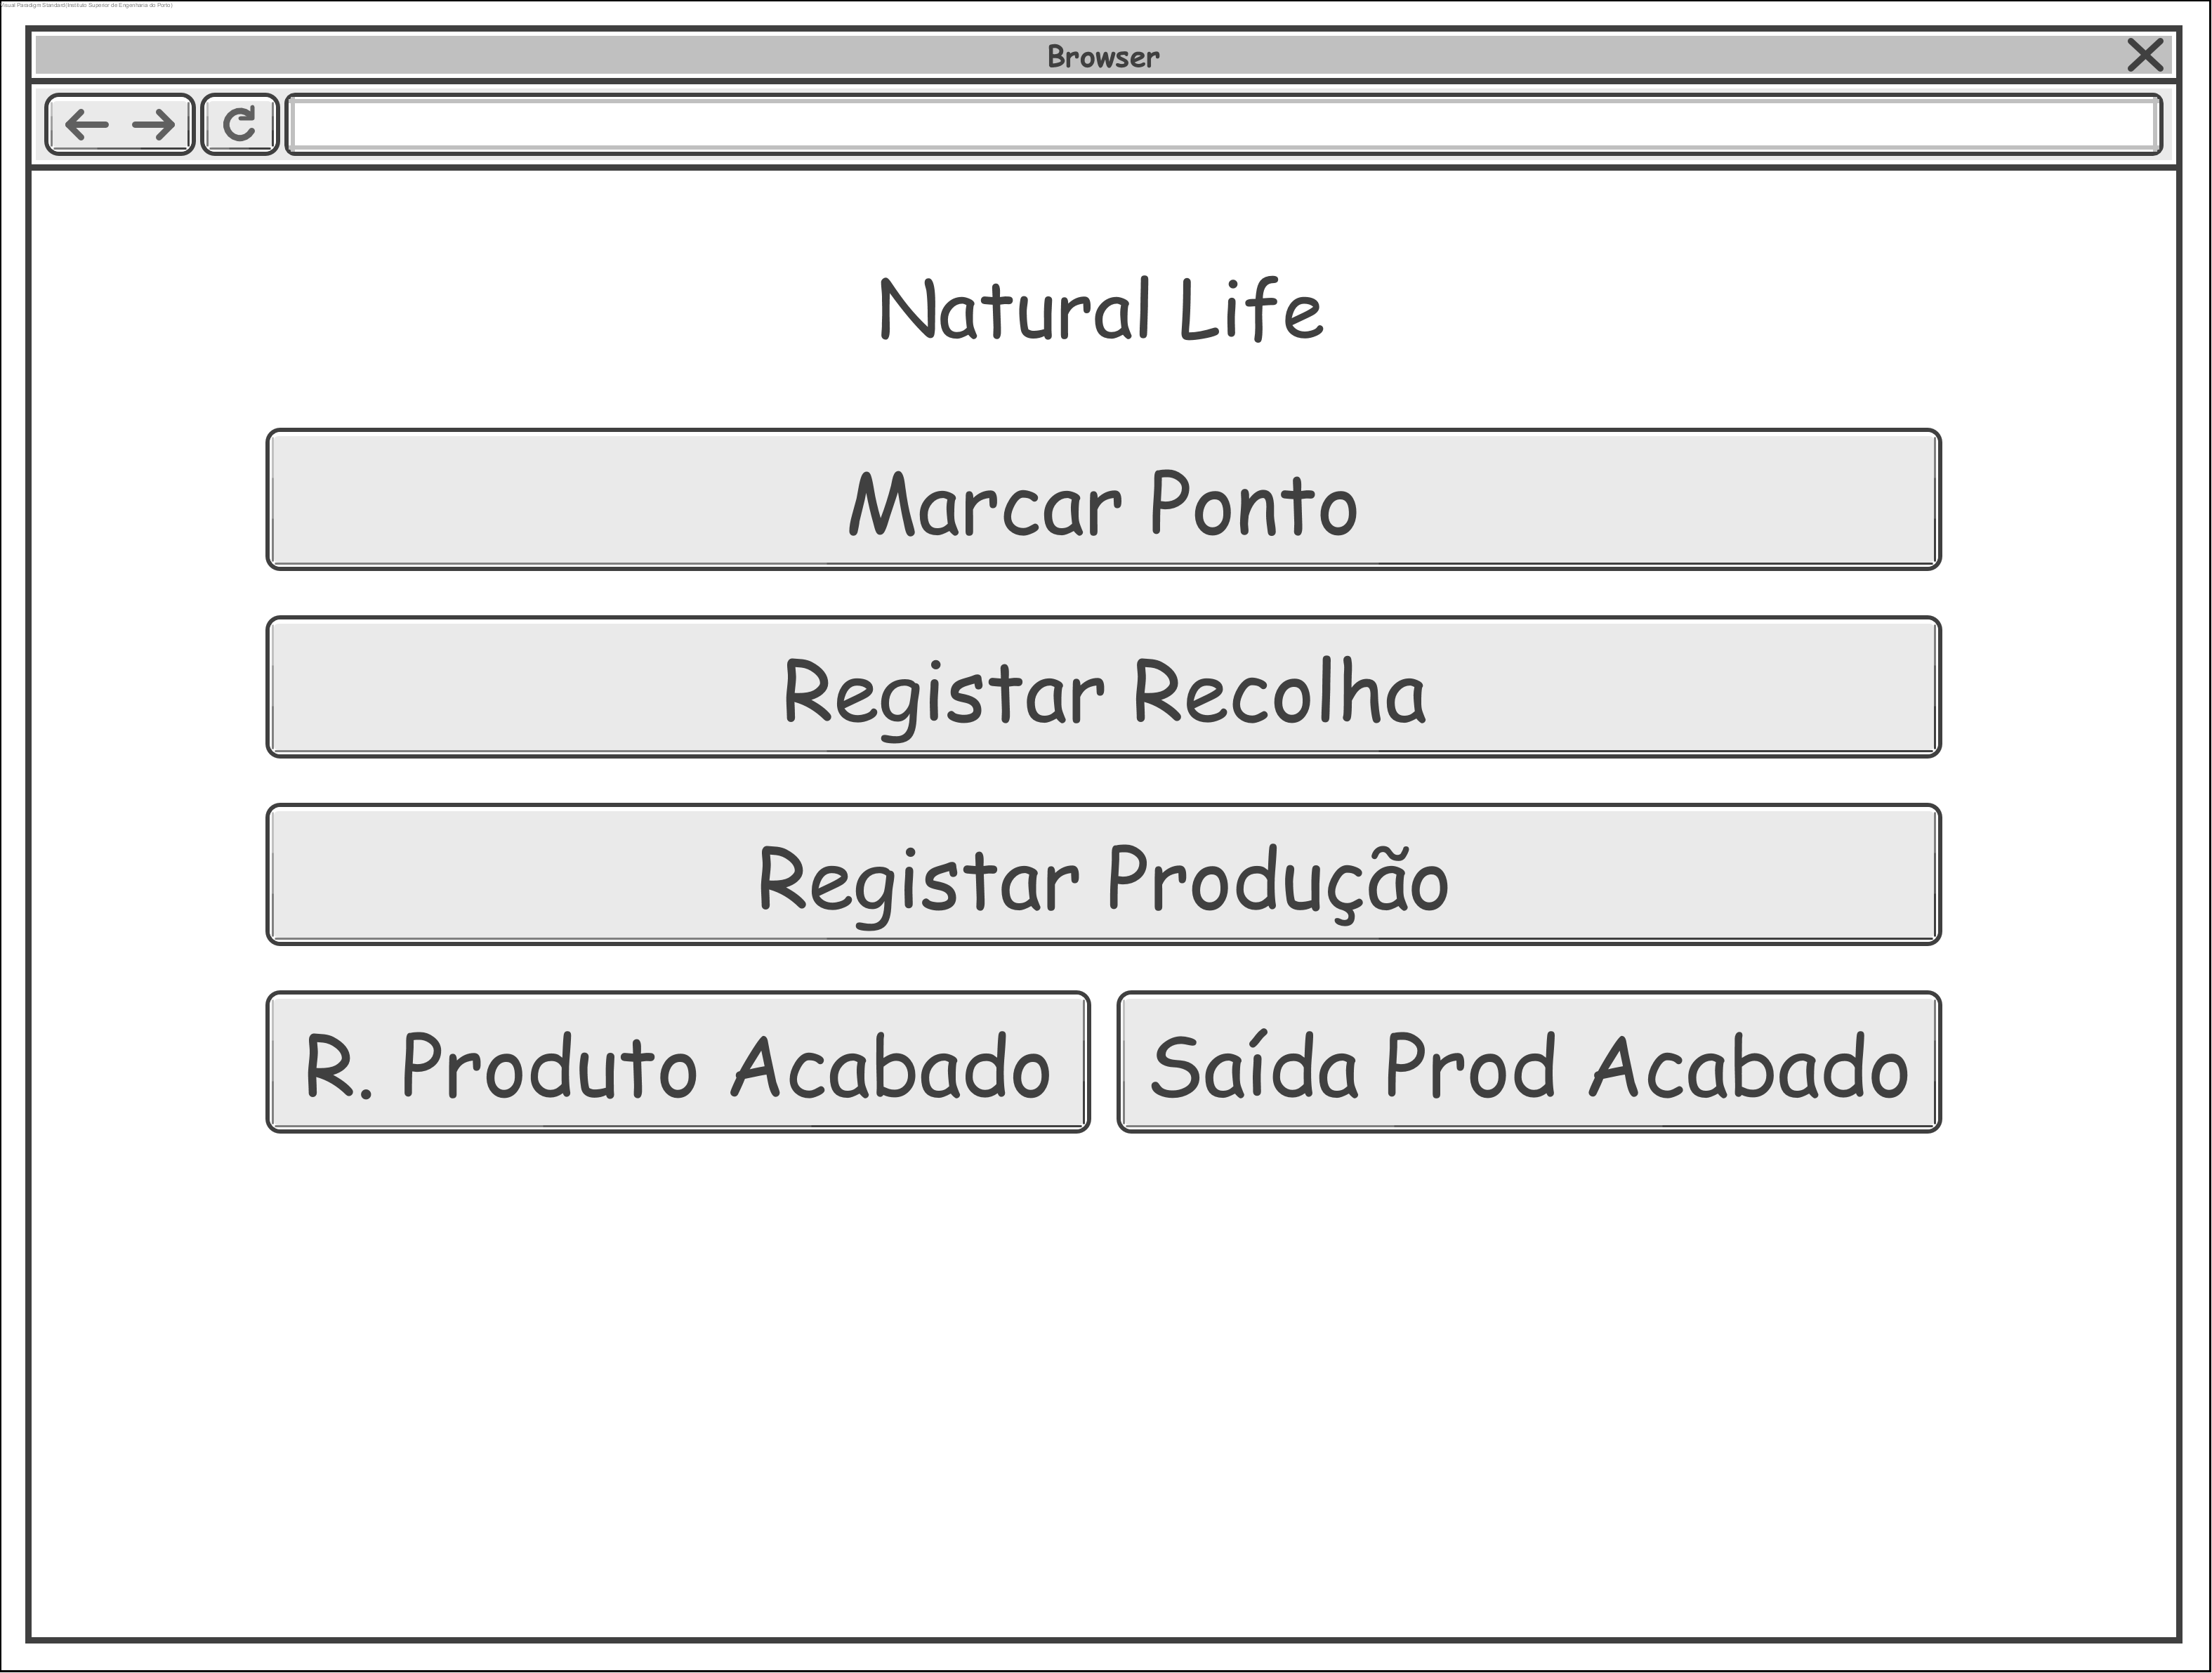 Visual Paradigm Standard(Instituto Superior de Engenharia do Porto)
Browser
Natural Life
Marcar Ponto
Registar Recolha
Registar Produção
R. Produto Acabado
Saída Prod Acabado